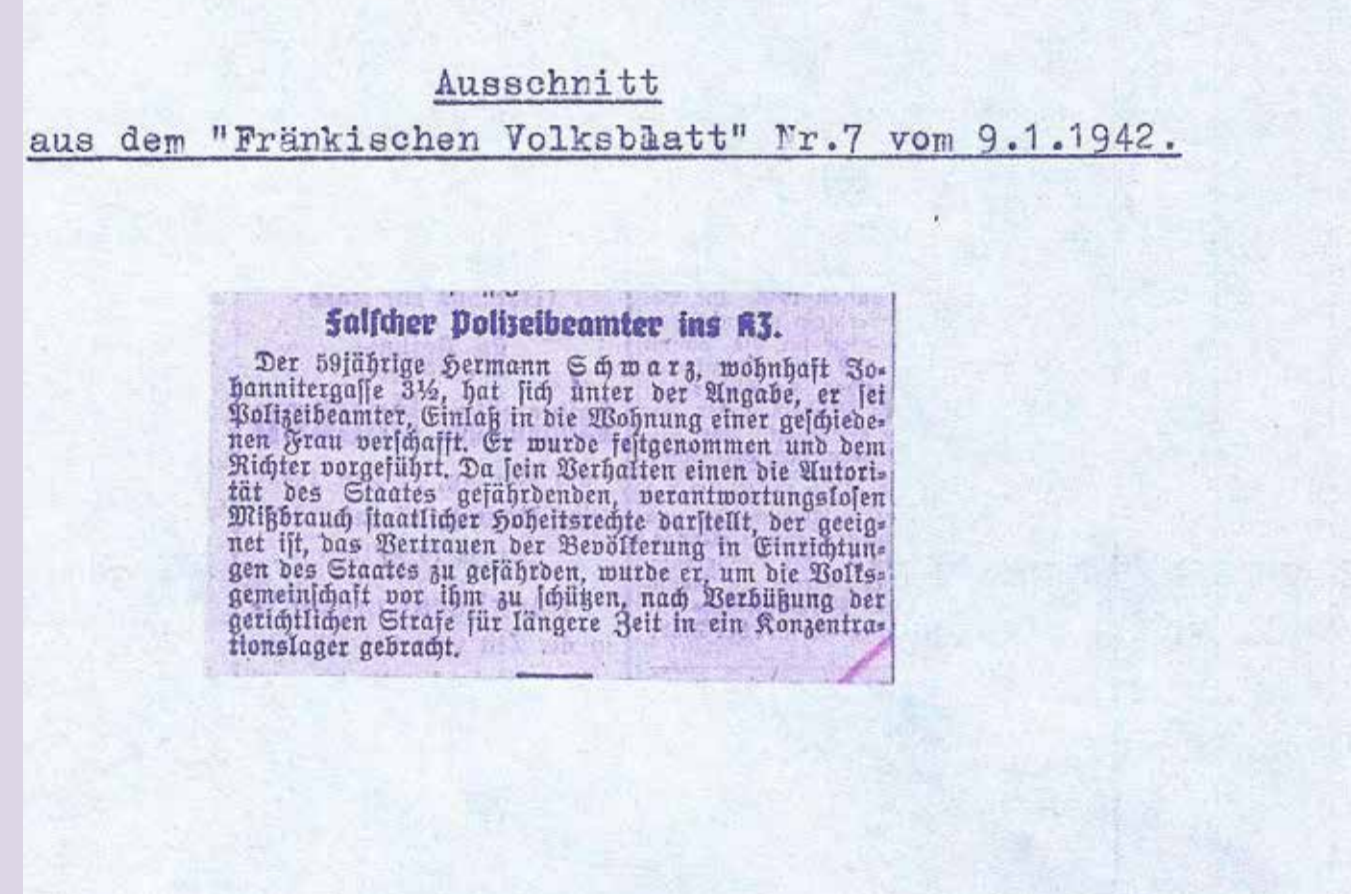 Ausschnitt
aus dem "Fränkischen Volksblatt" Nr.7 vom 9.1.1942.
Falscher Polizeibeamter ins KZ.
Der 59jährige Hermann Schwarz, wohnhaft Jo-
hannitergasse 3½, hat sich unter der Angabe, er sei
Polizeibeamter, Einlaß in die Wohnung einer geschiede-
nen Frau verschafft. Er wurde festgenommen und dem
Richter vorgeführt. Da sein Verhalten einen die Autori-
tät des Staates gefährdenden, verantwortungslosen
Mißbrauch staatlicher Hoheitsrechte darstellt, der geeig-
net ist, das Vertrauen der Bevölkerung in Einrichtun-
gen des Staates zu gefährden, wurde er, um die Volks-
gemeinschaft vor ihm zu schützen, nach Verbüßung der
gerichtlichen Strafe für längere Zeit in ein Konzentra-
tionslager gebracht.